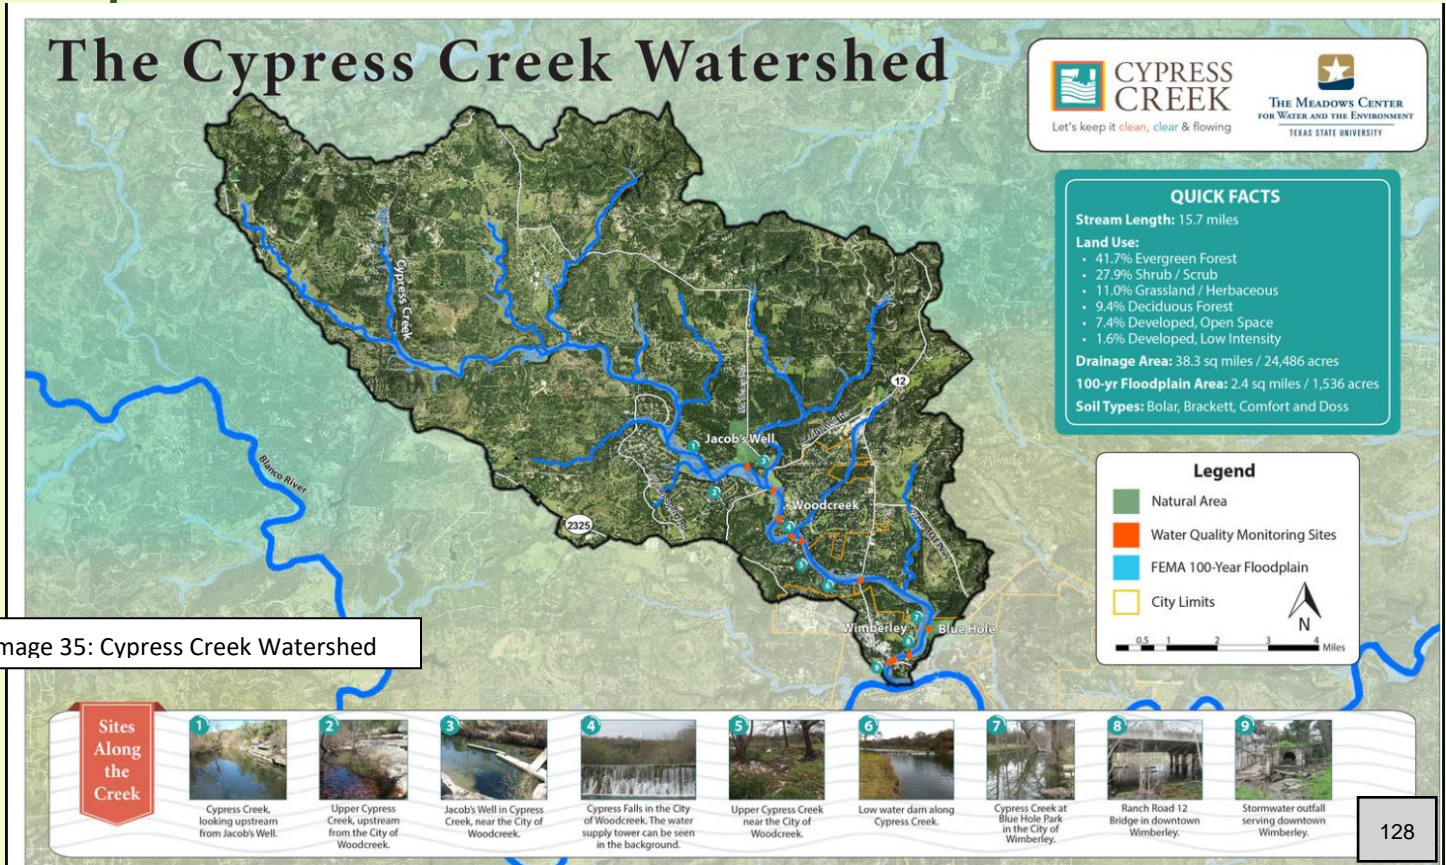 The Cypress Creek Watershed
CYPRESS
CREEK
Let's keep it clean, clear & flowing
THE MEADOWS CENTER
FOR WATER AND THE ENVIRONMENT
TEXAS STATE UNIVERSITY
QUICK FACTS
Stream Length: 15.7 miles
Land Use:
• 41.7% Evergreen Forest
• 27.9% Shrub / Scrub
• 11.0% Grassland / Herbaceous
• 9.4% Deciduous Forest
• 7.4% Developed, Open Space
• 1.6% Developed, Low Intensity
Drainage Area: 38.3 sq miles / 24,486 acres
100-yr Floodplain Area: 2.4 sq miles / 1,536 acres
Soil Types: Bolar, Brackett, Comfort and Doss
Cypress Creek
12
Jacob's Well
1
3
2
Blanco River
Woodcreek
2325
4
5
6
7
Wimberley
Blue Hole
9
Legend
Natural Area
Water Quality Monitoring Sites
FEMA 100-Year Floodplain
City Limits
N
0.5 1 2 3 4
Miles
mage 35: Cypress Creek Watershed
Sites
Along
the
Creek
1
Cypress Creek,
looking upstream
from Jacob's Well.
2
Upper Cypress
Creek, upstream
from the City of
Woodcreek.
3
Jacob's Well in Cypress
Creek, near the City of
Woodcreek.
4
Cypress Falls in the City
of Woodcreek. The water
supply tower can be seen
in the background.
5
Upper Cypress Creek
near the City of
Woodcreek.
6
Low water dam along
Cypress Creek.
7
Cypress Creek at
Blue Hole Park
in the City of
Wimberley.
8
Ranch Road 12
Bridge in downtown
Wimberley.
9
Stormwater outfall
serving downtown
Wimberley.
128